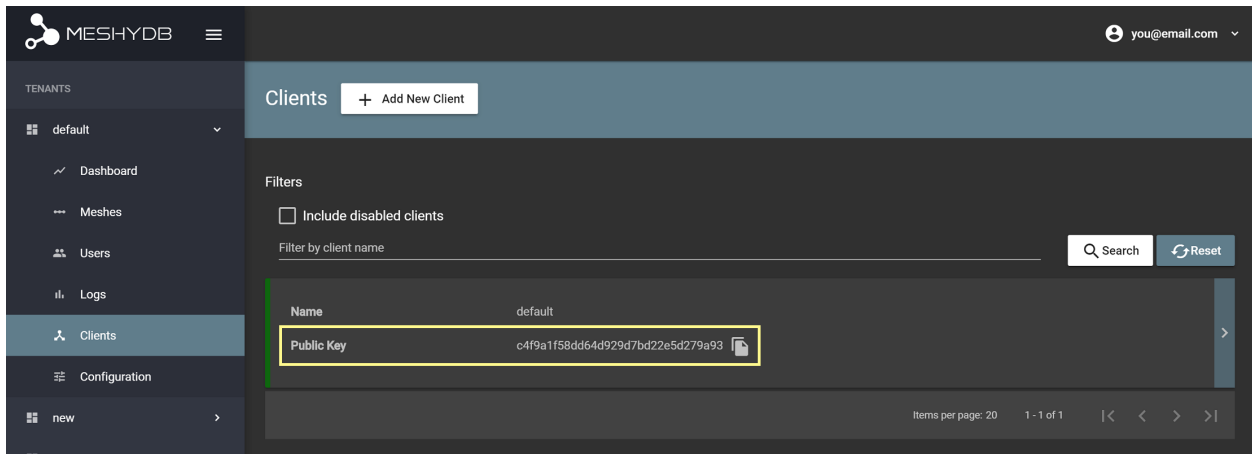 MESHYDB
you@email.com
TENANTS
default
Dashboard
Meshes
Users
Logs
Clients
Configuration
new
Clients
Add New Client
Filters
Include disabled clients
Filter by client name
Search
Reset
Name default
Public Key c4f9a1f58dd64d929d7bd22e5d279a93
Items per page: 20 1 - 1 of 1